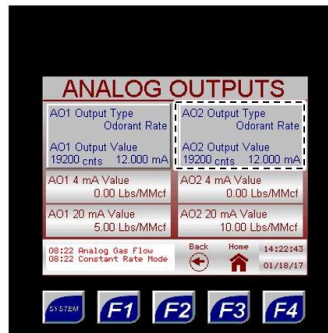 ANALOG OUTPUTS
AO1 Output Type
Odorant Rate
AO1 Output Value
19200 cnts 12.000 mA
AO2 Output Type
Odorant Rate
AO2 Output Value
19200 cnts 12.000 mA
AO1 4 mA Value
0.00 Lbs/MMcf
AO2 4 mA Value
0.00 Lbs/MMcf
AO1 20 mA Value
5.00 Lbs/MMcf
AO2 20 mA Value
10.00 Lbs/MMcf
08:22 Analog Gas Flow
08:22 Constant Rate Mode
Back
Home
14:22:43
01/18/17
SYSTEM F1 F2 F3 F4